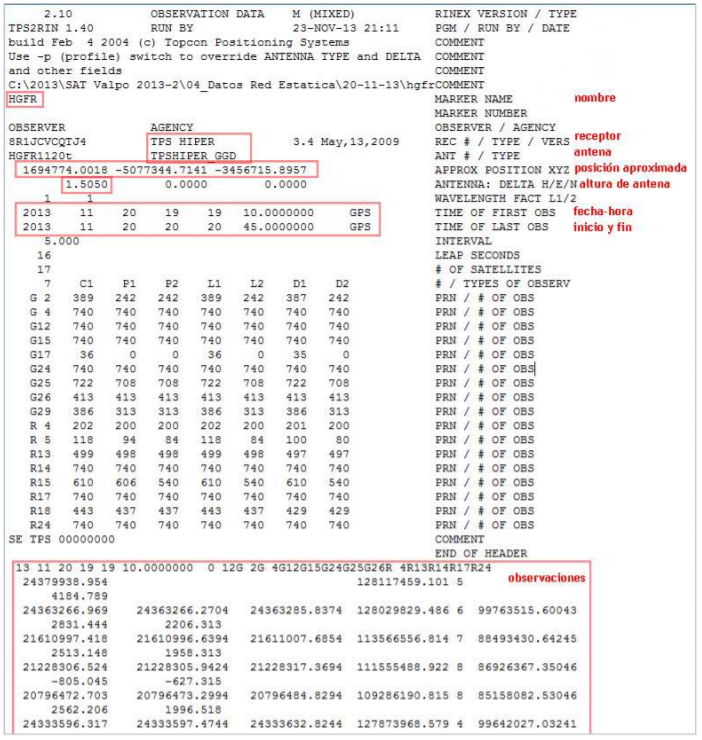 2.10 OBSERVATION DATA M (MIXED) RINEX VERSION / TYPE
TPS2RIN 1.40 RUN BY 23-NOV-13 21:11 PGM / RUN BY / DATE
build Feb 4 2004 (c) Topcon Positioning Systems COMMENT
Use -p (profile) switch to override ANTENNA TYPE and DELTA COMMENT
and other fields COMMENT
C:\2013\SAT Valpo 2013-2\04_Datos Red Estatica\20-11-13\hgfrCOMMENT
HGFR MARKER NAME nombre
MARKER NUMBER
OBSERVER AGENCY OBSERVER / AGENCY
8R1JCVCQTJ4 TPS HIPER 3.4 May,13,2009 REC # / TYPE / VERS receptor
HGFR1120t TPSHIPER_GGD ANT # / TYPE antena
1694774.0018 -5077344.7141 -3456715.8957 APPROX POSITION XYZ posición aproximada
1.5050 0.0000 0.0000 ANTENNA: DELTA H/E/N altura de antena
1 1 WAVELENGTH FACT L1/2
2013 11 20 19 19 10.0000000 GPS TIME OF FIRST OBS fecha-hora
2013 11 20 20 20 45.0000000 GPS TIME OF LAST OBS inicio y fin
5.000 INTERVAL
16 LEAP SECONDS
17 # OF SATELLITES
7 C1 P1 P2 L1 L2 D1 D2 # / TYPES OF OBSERV
G 2 389 242 242 389 242 387 242 PRN / # OF OBS
G 4 740 740 740 740 740 740 740 PRN / # OF OBS
G12 740 740 740 740 740 740 740 PRN / # OF OBS
G15 740 740 740 740 740 740 740 PRN / # OF OBS
G17 36 0 0 36 0 35 0 PRN / # OF OBS
G24 740 740 740 740 740 740 740 PRN / # OF OBS
G25 722 708 708 722 708 722 708 PRN / # OF OBS
G26 413 413 413 413 413 413 413 PRN / # OF OBS
G29 386 313 313 386 313 386 313 PRN / # OF OBS
R 4 202 200 200 202 200 201 200 PRN / # OF OBS
R 5 118 94 84 118 84 100 80 PRN / # OF OBS
R13 499 498 498 499 498 497 497 PRN / # OF OBS
R14 740 740 740 740 740 740 740 PRN / # OF OBS
R15 610 606 540 610 540 610 540 PRN / # OF OBS
R17 740 740 740 740 740 740 740 PRN / # OF OBS
R18 443 437 437 443 437 429 429 PRN / # OF OBS
R24 740 740 740 740 740 740 740 PRN / # OF OBS
SE TPS 00000000 COMMENT
END OF HEADER
13 11 20 19 19 10.0000000 0 12G 2G 4G12G15G24G25G26R 4R13R14R17R24
24379938.954 128117459.101 5 observaciones
4184.789
24363266.969 24363266.2704 24363285.8374 128029829.486 6 99763515.60043
2831.444 2206.313
21610997.418 21610996.6394 21611007.6854 113566556.814 7 88493430.64245
2513.148 1958.313
21228306.524 21228305.9424 21228317.3694 111555488.922 8 86926367.35046
-805.045 -627.315
20796472.703 20796473.2994 20796484.8294 109286190.815 8 85158082.53046
2562.206 1996.518
24333596.317 24333597.4744 24333632.8244 127873968.579 4 99642027.03241